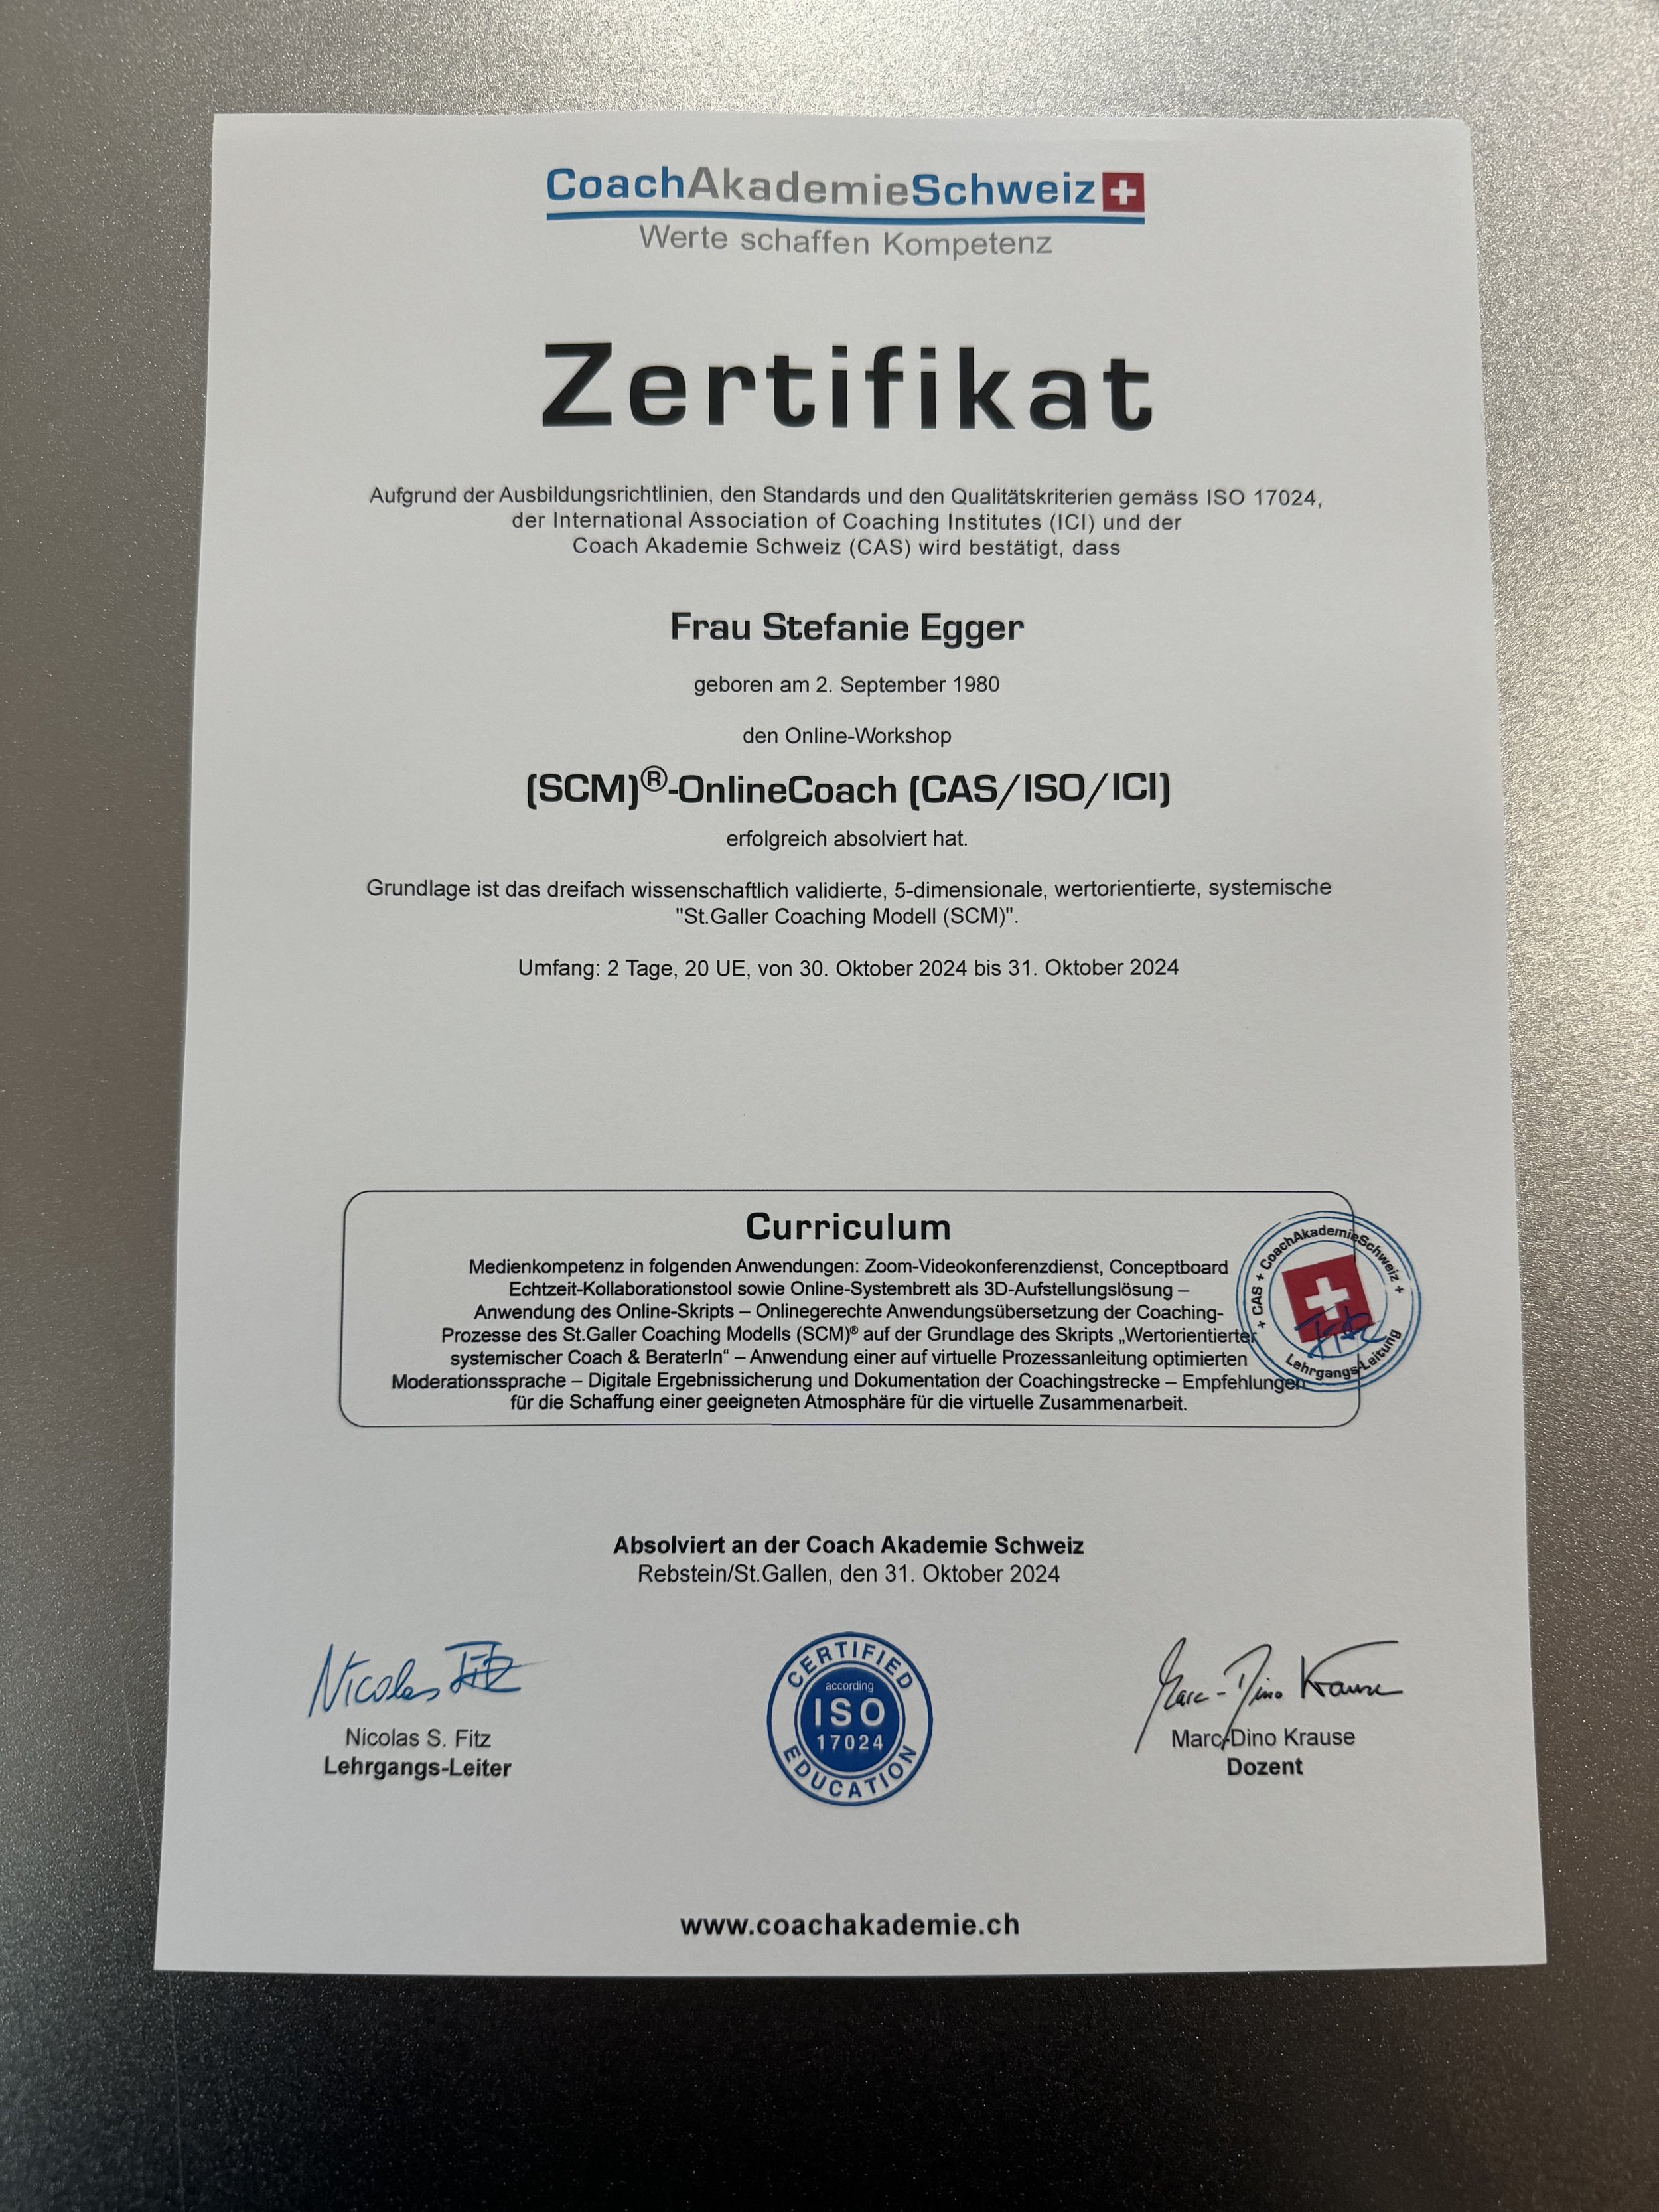 CoachAkademieSchweiz
Werte schaffen Kompetenz
Zertifikat
Aufgrund der Ausbildungsrichtlinien, den Standards und den Qualitätskriterien gemäss ISO 17024,
der International Association of Coaching Institutes (ICI) und der
Coach Akademie Schweiz (CAS) wird bestätigt, dass
Frau Stefanie Egger
geboren am 2. September 1980
den Online-Workshop
(SCM)®-OnlineCoach (CAS/ISO/ICI)
erfolgreich absolviert hat.
Grundlage ist das dreifach wissenschaftlich validierte, 5-dimensionale, wertorientierte, systemische
"St.Galler Coaching Modell (SCM)".
Umfang: 2 Tage, 20 UE, von 30. Oktober 2024 bis 31. Oktober 2024
Curriculum
Medienkompetenz in folgenden Anwendungen: Zoom-Videokonferenzdienst, Conceptboard
Echtzeit-Kollaborationstool sowie Online-Systembrett als 3D-Aufstellungslösung –
Anwendung des Online-Skripts – Onlinegerechte Anwendungsübersetzung der Coaching-
Prozesse des St.Galler Coaching Modells (SCM)® auf der Grundlage des Skripts „Wertorientierter
systemischer Coach & BeraterIn“ – Anwendung einer auf virtuelle Prozessanleitung optimierten
Moderationssprache – Digitale Ergebnissicherung und Dokumentation der Coachingstrecke – Empfehlungen
für die Schaffung einer geeigneten Atmosphäre für die virtuelle Zusammenarbeit.
+ CAS + CoachAkademieSchweiz +
Lehrgangs-Leitung
Absolviert an der Coach Akademie Schweiz
Rebstein/St.Gallen, den 31. Oktober 2024
Nicolas Fitz
Nicolas S. Fitz
Lehrgangs-Leiter
CERTIFIED
according
ISO
17024
EDUCATION
Marc-Dino Krause
Marc-Dino Krause
Dozent
www.coachakademie.ch